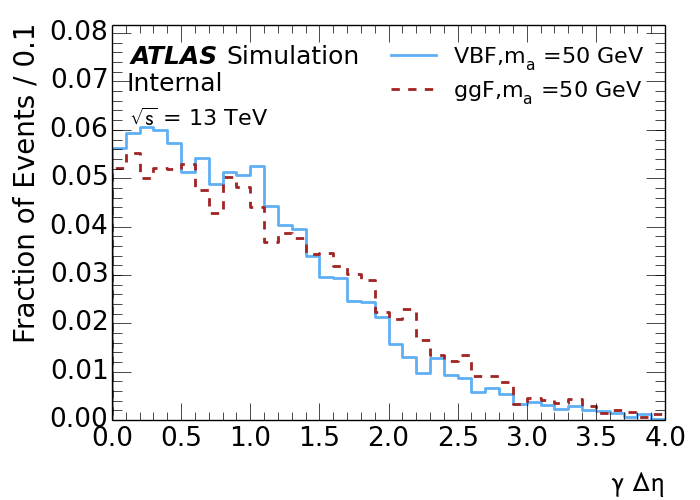 0.08
ATLAS Simulation
Internal
√s = 13 TeV
VBF,mₐ =50 GeV
ggF,mₐ =50 GeV
Fraction of Events / 0.1
0.07
0.06
0.05
0.04
0.03
0.02
0.01
0.00
0.0 0.5 1.0 1.5 2.0 2.5 3.0 3.5 4.0
γ Δη